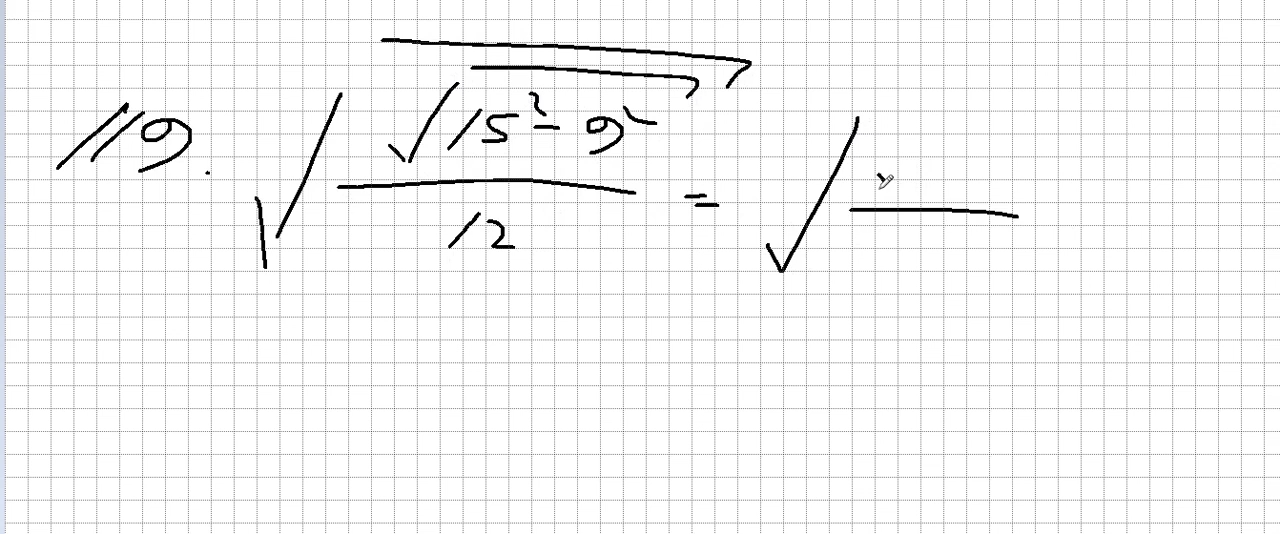 119. √(√(15² - 9²) / 12) = √